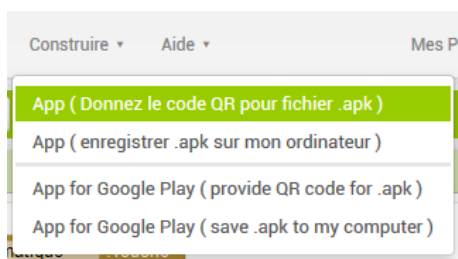 Construire ▾ Aide ▾ Mes P
App ( Donnez le code QR pour fichier .apk )
App ( enregistrer .apk sur mon ordinateur )
App for Google Play ( provide QR code for .apk )
App for Google Play ( save .apk to my computer )